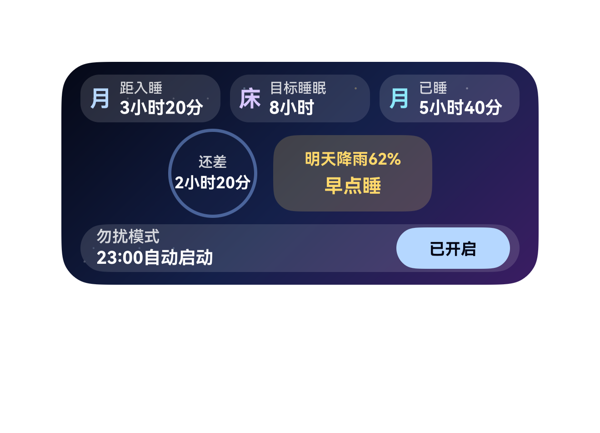 月 距入睡
3小时20分
床 目标睡眠
8小时
月 已睡
5小时40分
还差
2小时20分
明天降雨62%
早点睡
勿扰模式
23:00自动启动
已开启